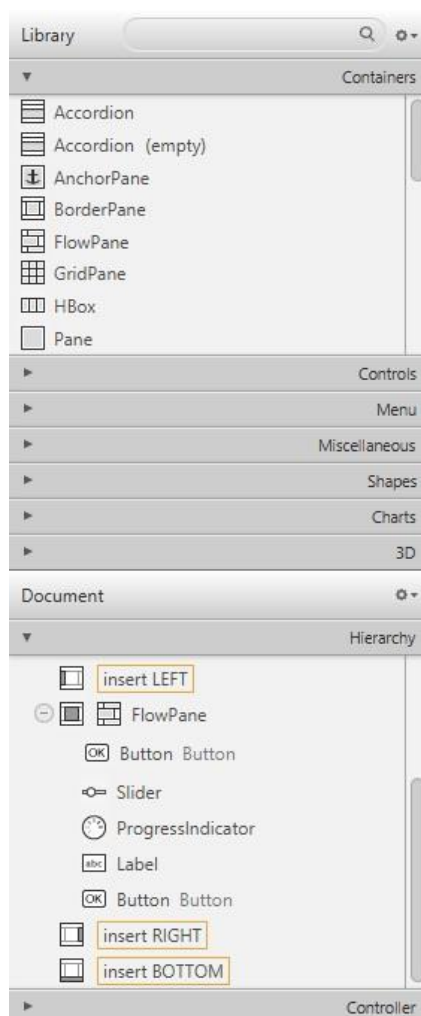 Library
Containers
Accordion
Accordion (empty)
AnchorPane
BorderPane
FlowPane
GridPane
HBox
Pane
Controls
Menu
Miscellaneous
Shapes
Charts
3D
Document
Hierarchy
insert LEFT
FlowPane
OK Button Button
Slider
ProgressIndicator
abc Label
OK Button Button
insert RIGHT
insert BOTTOM
Controller